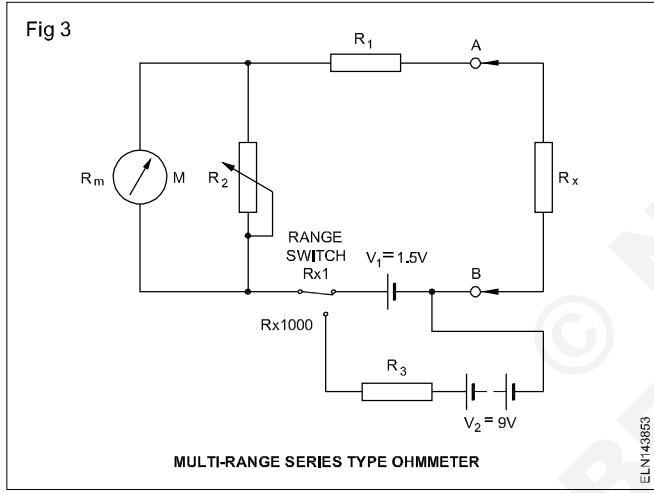 Fig 3
R1
A
Rm
M
R2
Rx
RANGE
SWITCH
Rx1
V1= 1.5V
B
Rx1000
R3
V2 = 9V
MULTI-RANGE SERIES TYPE OHMMETER
ELN143853
©